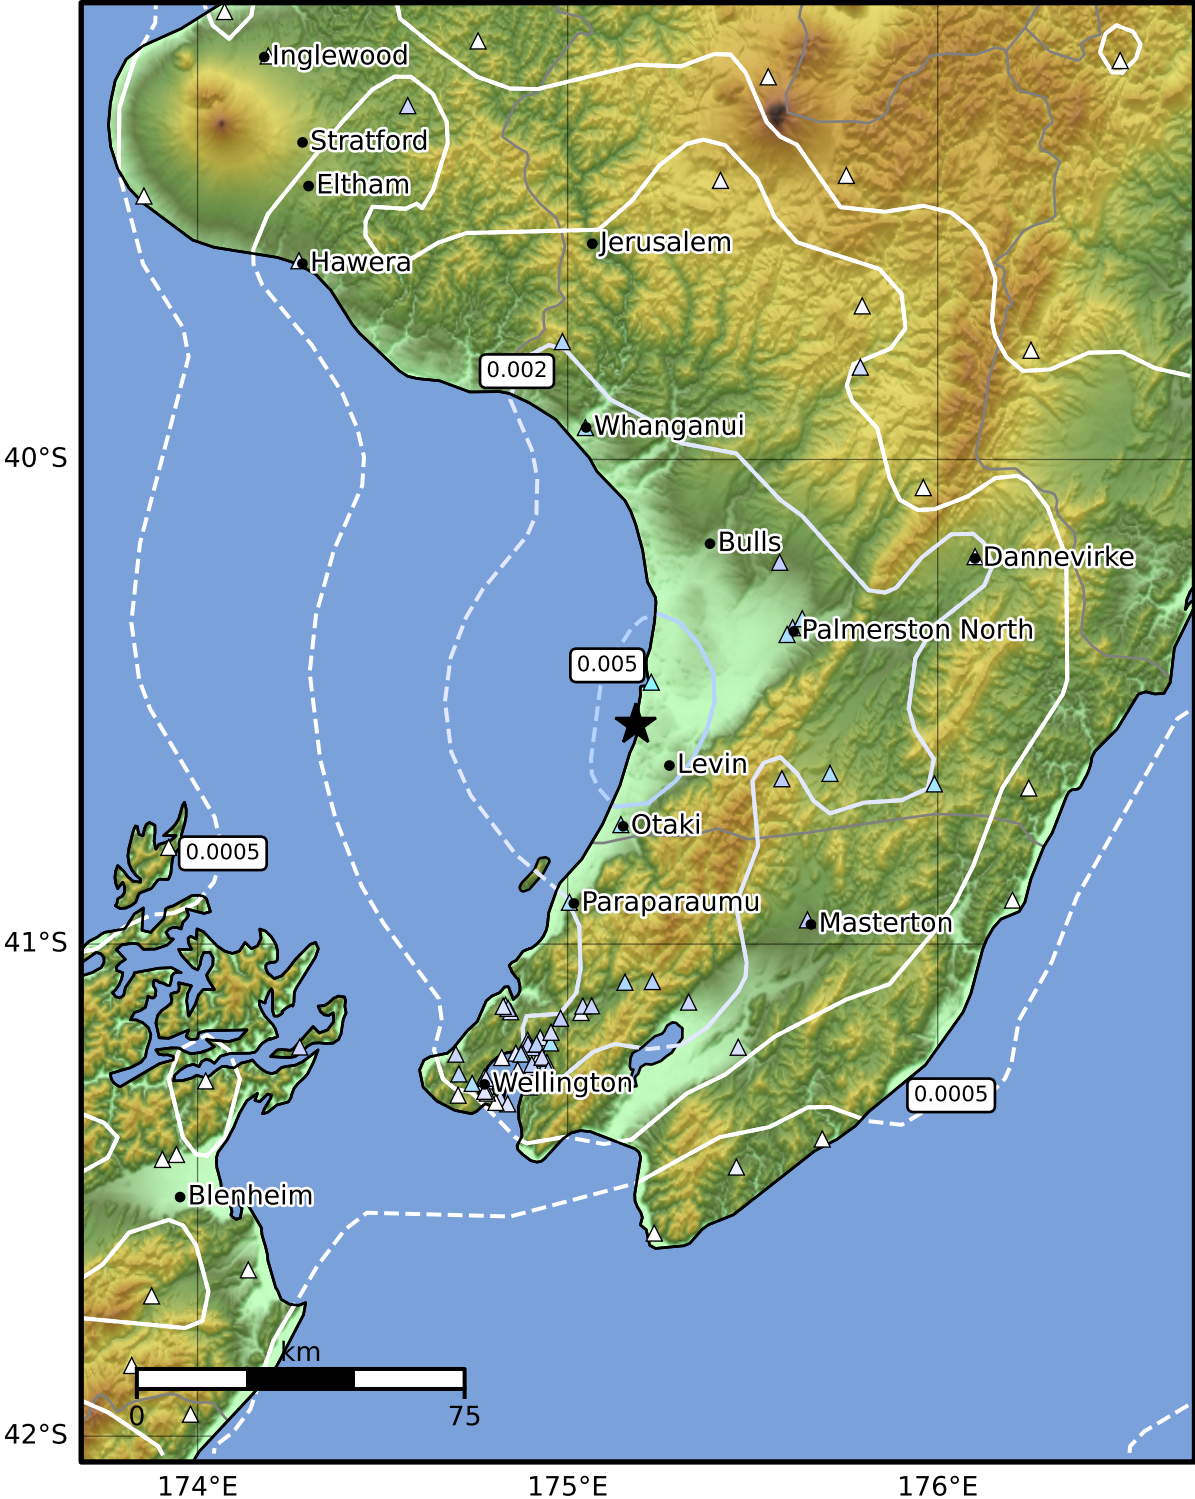 Inglewood
Stratford
Eltham
Jerusalem
Hawera
0.002
Whanganui
40°S
Bulls
Dannevirke
Palmerston North
0.005
Levin
Otaki
0.0005
Paraparaumu
Masterton
41°S
Wellington
0.0005
Blenheim
km
0 75
42°S
174°E 175°E 176°E